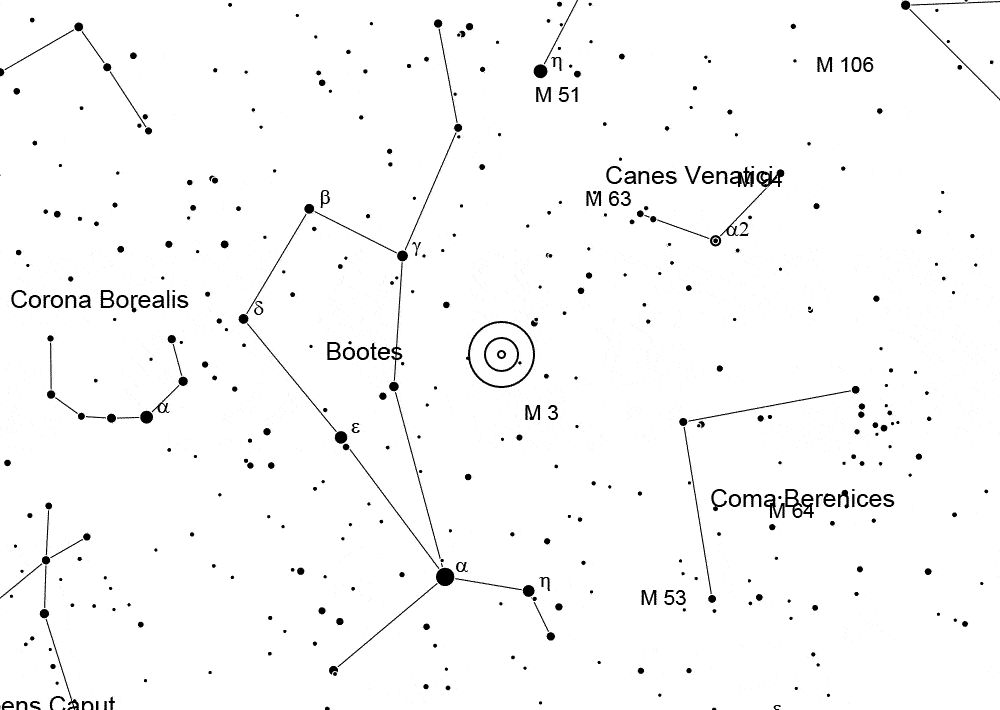 η
M 51
M 106
Canes Venatici
M 94
M 63
β
α2
γ
Corona Borealis
δ
Bootes
α
M 3
ε
Coma Berenices
M 64
α
η
M 53
ens Caput
ε